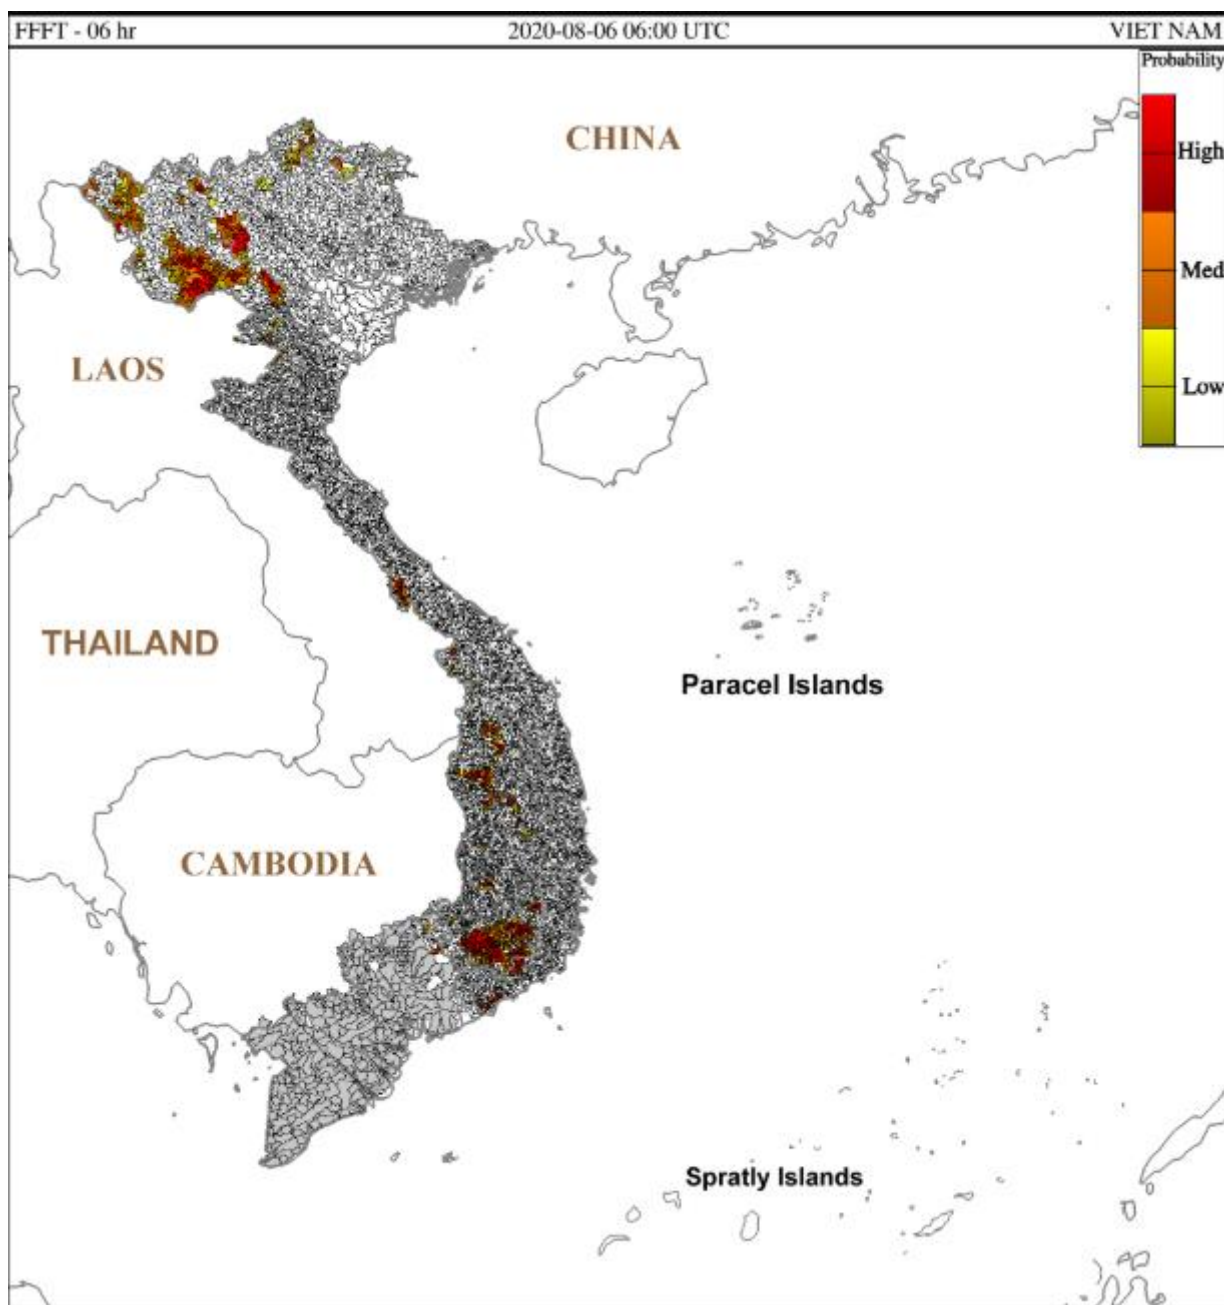 FFFT - 06 hr 2020-08-06 06:00 UTC VIET NAM
Probability
CHINA
High
Med
LAOS
Low
THAILAND
Paracel Islands
CAMBODIA
Spratly Islands